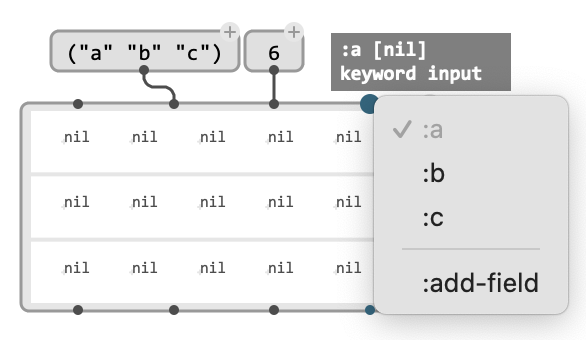 ("a" "b" "c")
6
:a [nil]
keyword input
nil nil nil nil nil
nil nil nil nil nil
nil nil nil nil nil
:a
:b
:c
:add-field